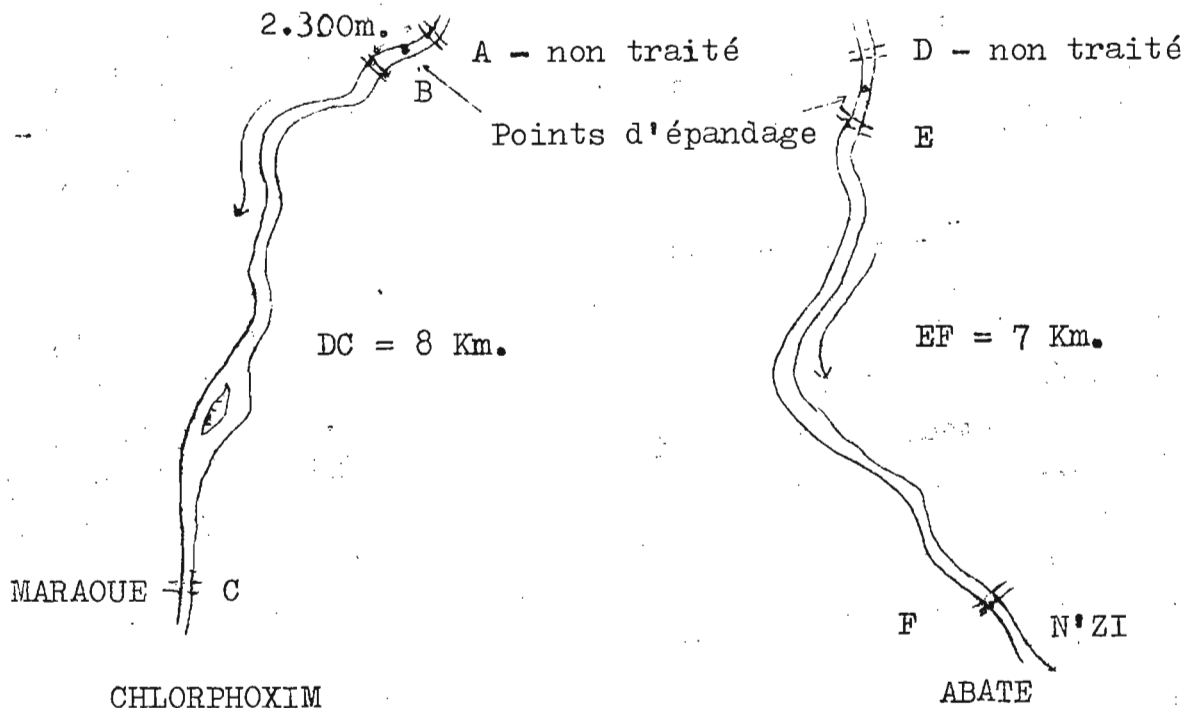 2.300m.
A - non traité
B
Points d'épandage
D - non traité
E
DC = 8 Km.
EF = 7 Km.
MARAOUE
C
F
N'ZI
CHLORPHOXIM
ABATE